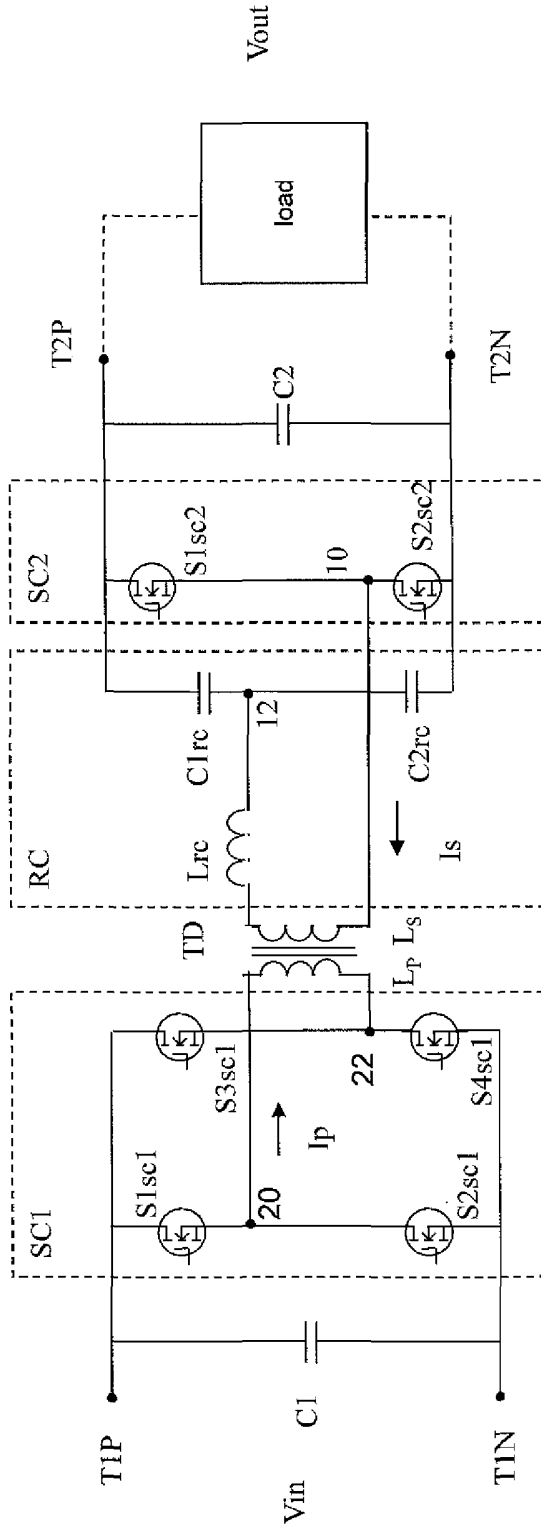 Vin
T1P
T1N
C1
SC1
S1sc1
20
S2sc1
Ip
S3sc1
22
S4sc1
TD
LP LS
RC
Lrc
Is
C1rc
12
C2rc
SC2
S1sc2
10
S2sc2
C2
T2P
T2N
load
Vout